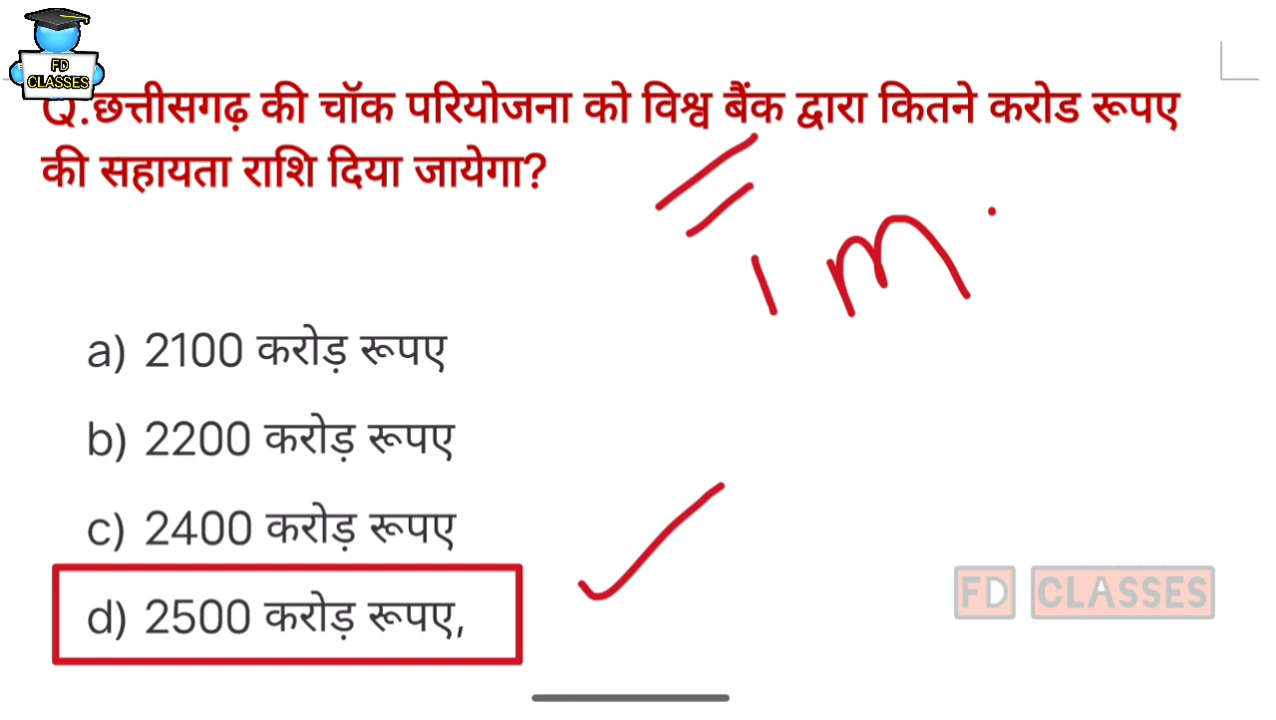 FD
CLASSES
Q.छत्तीसगढ़ की चॉक परियोजना को विश्व बैंक द्वारा कितने करोड रूपए
की सहायता राशि दिया जायेगा?
1 m
a) 2100 करोड़ रूपए
b) 2200 करोड़ रूपए
c) 2400 करोड़ रूपए
d) 2500 करोड़ रूपए,
FD CLASSES